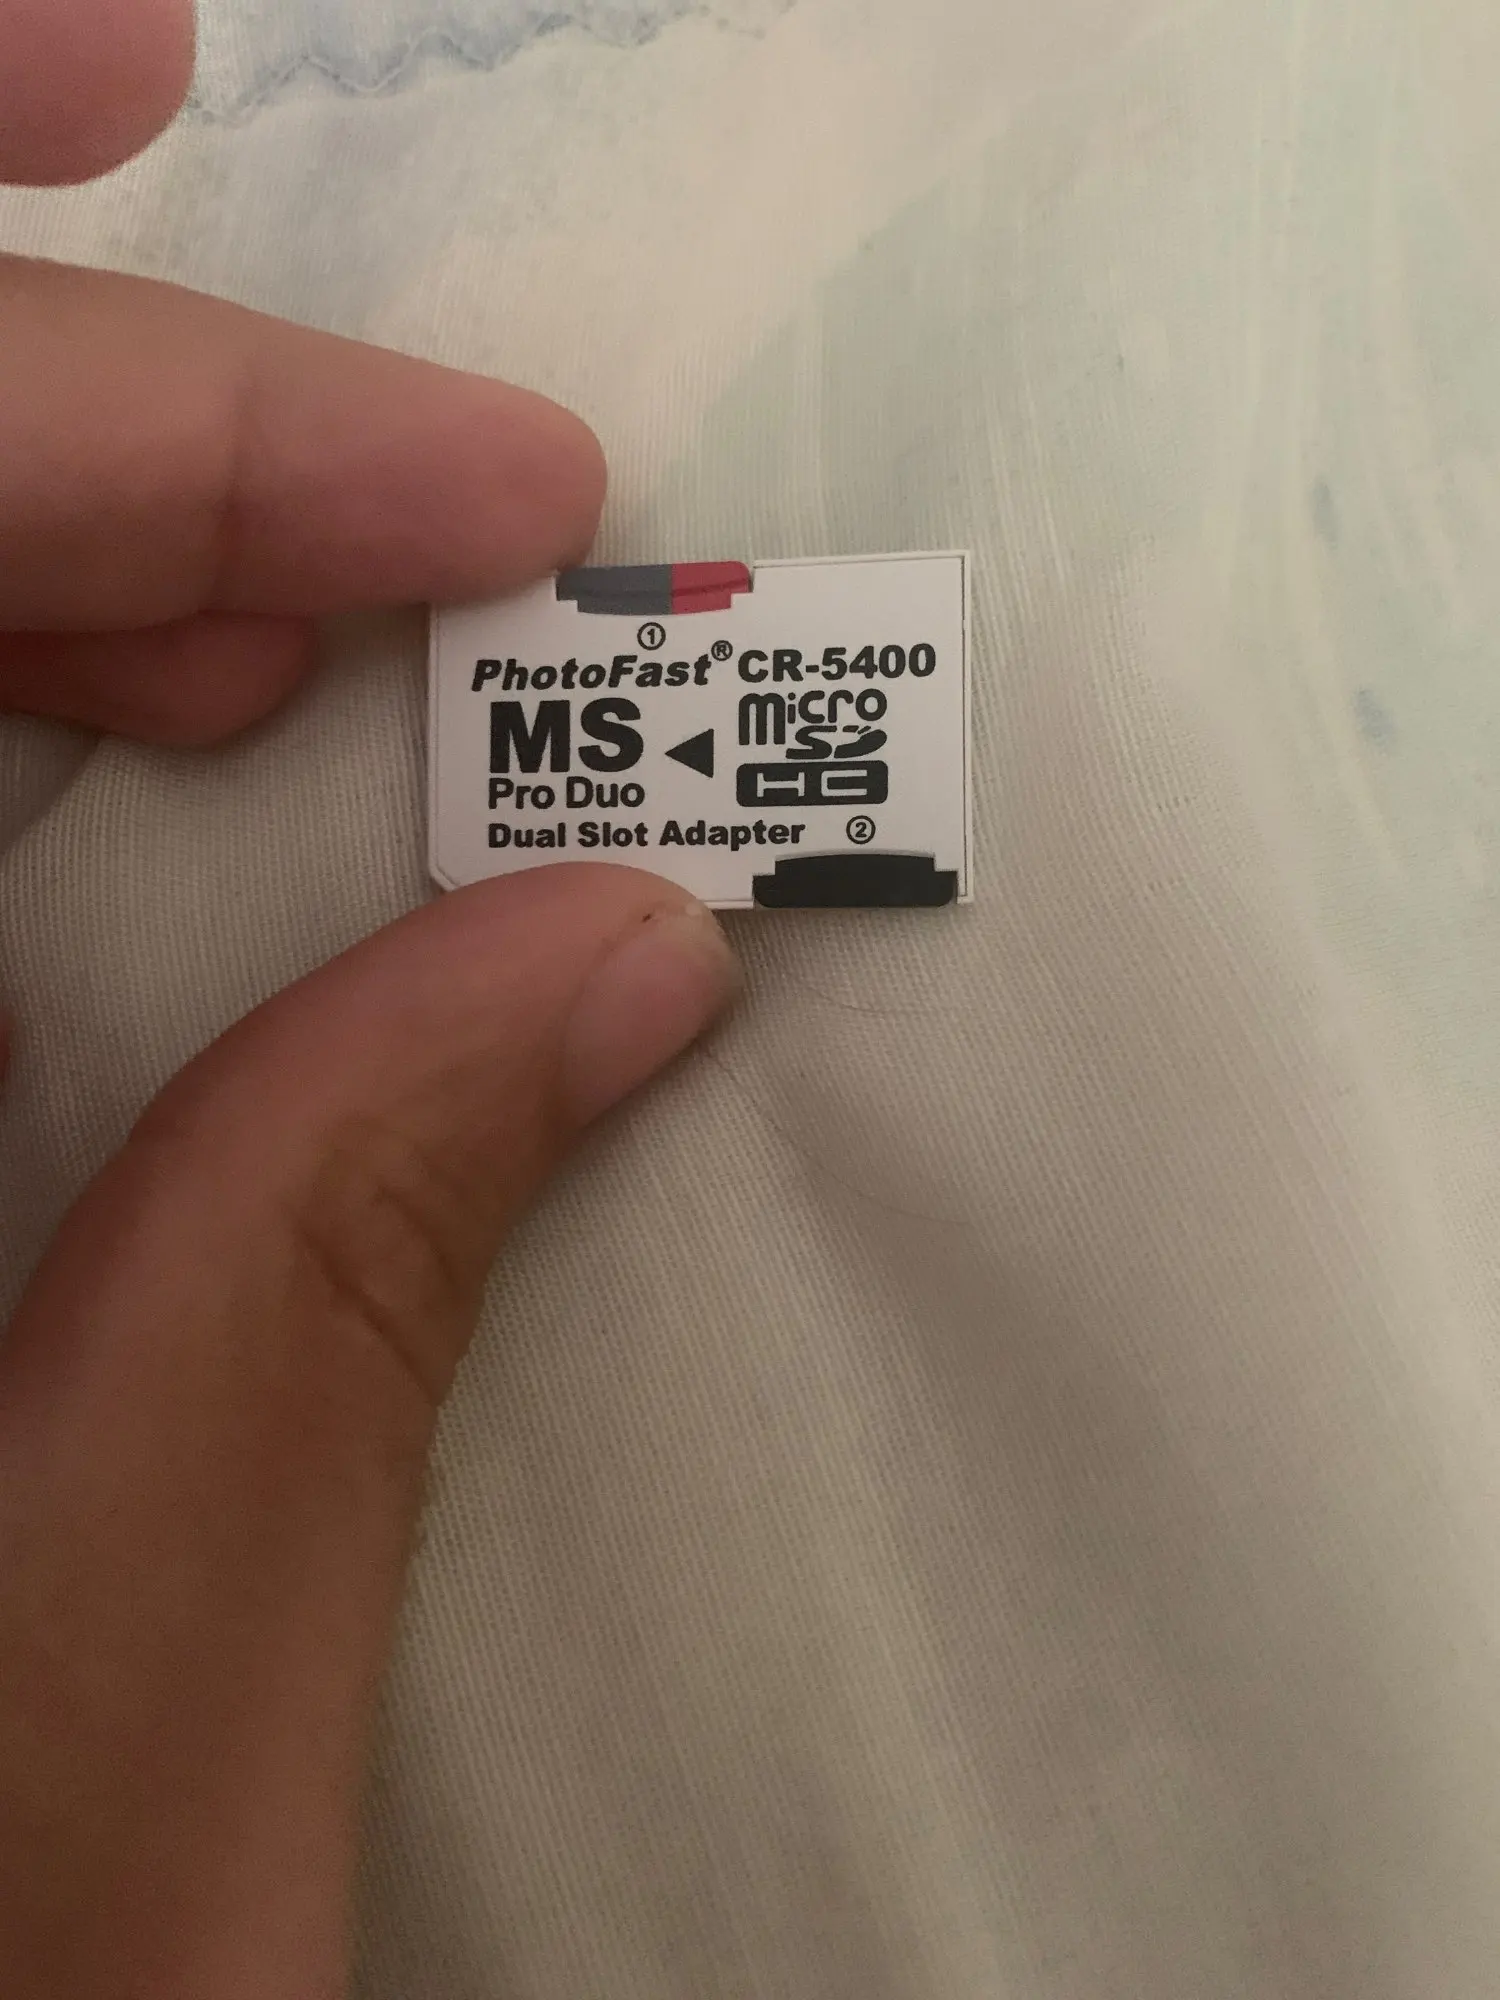 ①
PhotoFast® CR-5400
MS ◀ micro SD HC
Pro Duo
Dual Slot Adapter ②